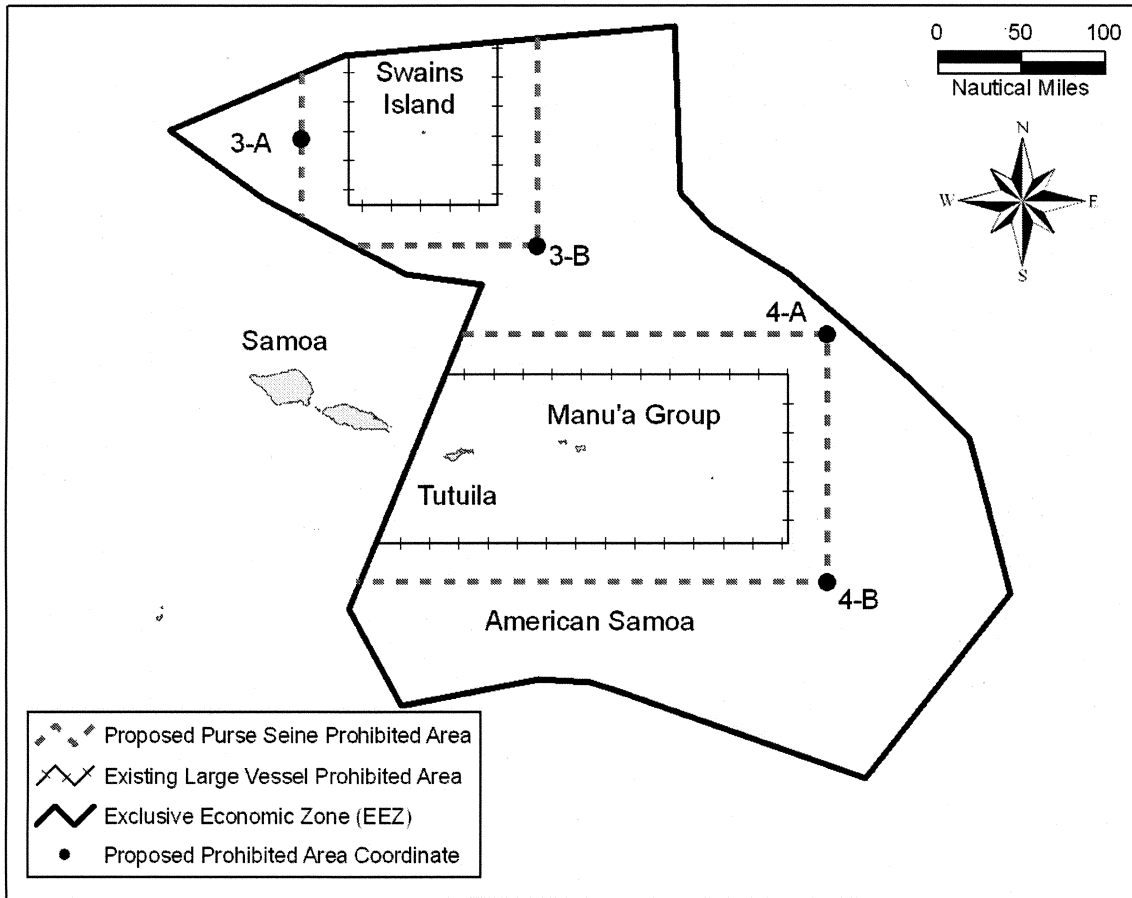 0 50 100
Nautical Miles
N
W E
S
Swains
Island
3-A
3-B
4-A
Samoa
Manu'a Group
Tutuila
4-B
American Samoa
Proposed Purse Seine Prohibited Area
Existing Large Vessel Prohibited Area
Exclusive Economic Zone (EEZ)
Proposed Prohibited Area Coordinate